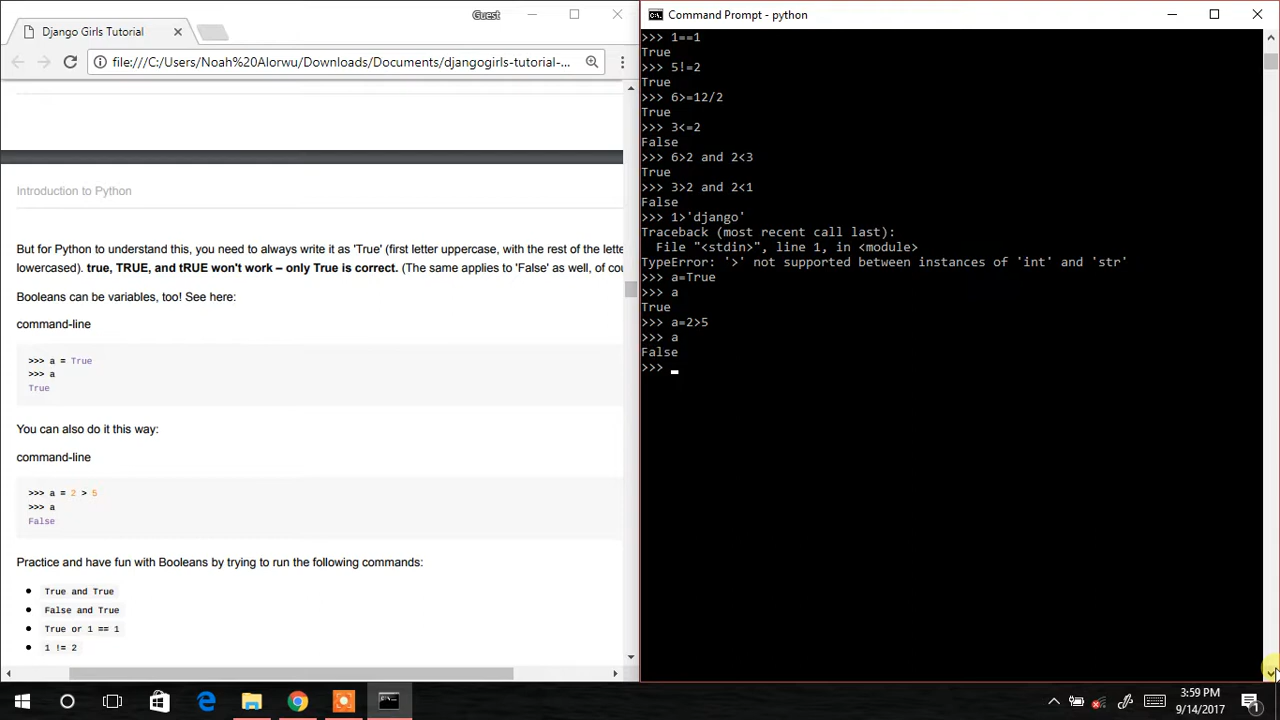 Guest
Django Girls Tutorial
file:///C:/Users/Noah%20Alorwu/Downloads/Documents/djangogirls-tutorial-...
Introduction to Python
But for Python to understand this, you need to always write it as 'True' (first letter uppercase, with the rest of the lette
lowercased). true, TRUE, and tRUE won't work – only True is correct. (The same applies to 'False' as well, of cou
Booleans can be variables, too! See here:
command-line
>>> a = True
>>> a
True
You can also do it this way:
command-line
>>> a = 2 > 5
>>> a
False
Practice and have fun with Booleans by trying to run the following commands:
True and True
False and True
True or 1 == 1
1 != 2
Command Prompt - python
>>> 1==1
True
>>> 5!=2
True
>>> 6>=12/2
True
>>> 3<=2
False
>>> 6>2 and 2<3
True
>>> 3>2 and 2<1
False
>>> 1>'django'
Traceback (most recent call last):
  File "<stdin>", line 1, in <module>
TypeError: '>' not supported between instances of 'int' and 'str'
>>> a=True
>>> a
True
>>> a=2>5
>>> a
False
>>> 
3:59 PM
9/14/2017
1